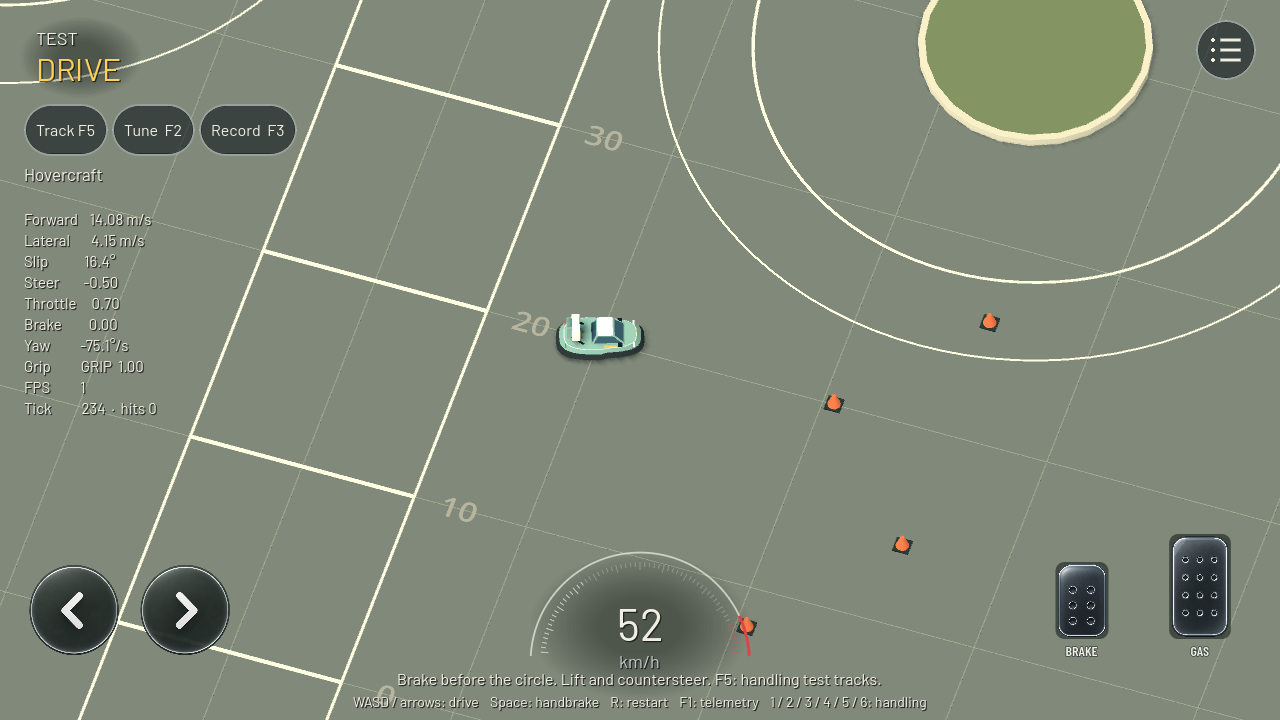 TEST
DRIVE
Track F5
Tune F2
Record F3
Hovercraft
Forward 14.08 m/s
Lateral 4.15 m/s
Slip 16.4°
Steer -0.50
Throttle 0.70
Brake 0.00
Yaw -75.1°/s
Grip GRIP 1.00
FPS 1
Tick 234 · hits 0
30
20
10
0
52
km/h
BRAKE
GAS
Brake before the circle. Lift and countersteer. F5: handling test tracks.
WASD / arrows: drive Space: handbrake R: restart F1: telemetry 1 / 2 / 3 / 4 / 5 / 6: handling